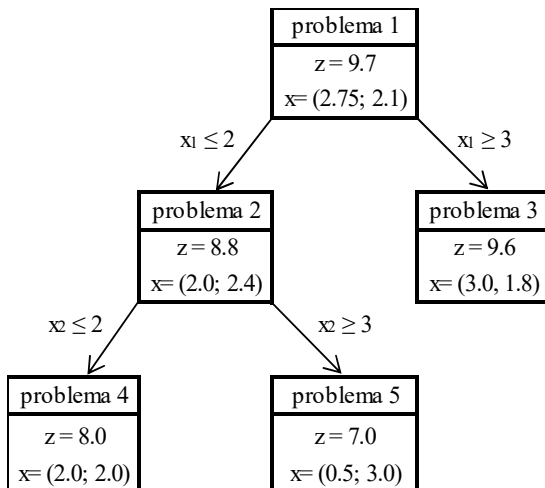 problema 1
z = 9.7
x= (2.75; 2.1)
x1 ≤ 2
x1 ≥ 3
problema 2
z = 8.8
x= (2.0; 2.4)
problema 3
z = 9.6
x= (3.0, 1.8)
x2 ≤ 2
x2 ≥ 3
problema 4
z = 8.0
x= (2.0; 2.0)
problema 5
z = 7.0
x= (0.5; 3.0)